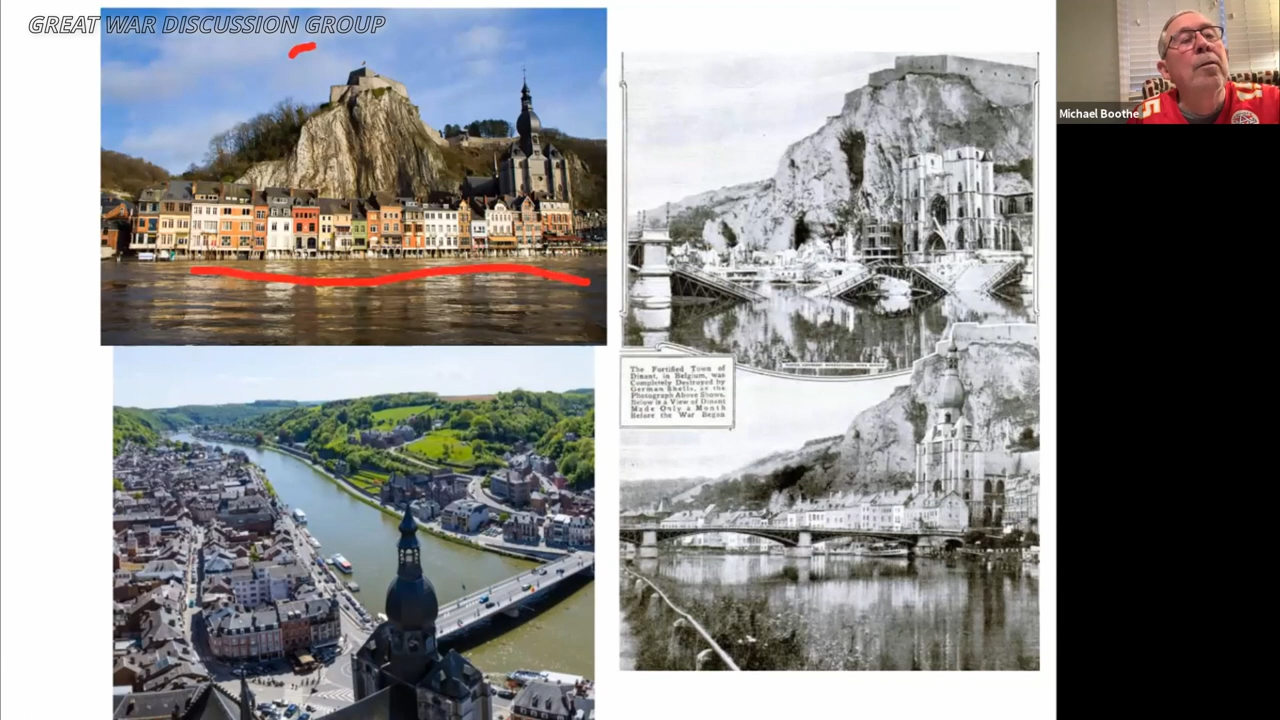 GREAT WAR DISCUSSION GROUP
Michael Boothe
The Fortified Town of
Dinant, in Belgium, was
Completely Destroyed by
German Shells, as the
Photograph Above Shows.
Below is a View of Dinant
Made Only a Month
Before the War Began